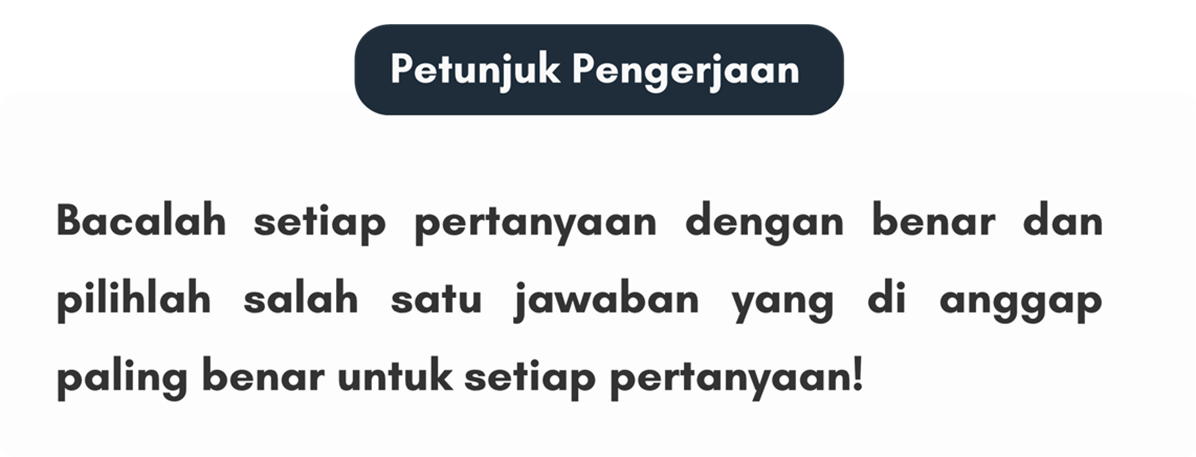 Petunjuk Pengerjaan
Bacalah setiap pertanyaan dengan benar dan
pilihlah salah satu jawaban yang di anggap
paling benar untuk setiap pertanyaan!